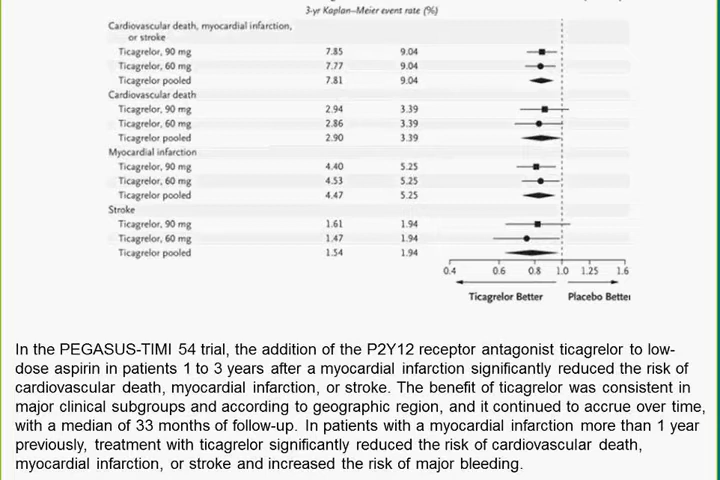 3-yr Kaplan–Meier event rate (%)
Cardiovascular death, myocardial infarction,
or stroke
Ticagrelor, 90 mg 7.85 9.04
Ticagrelor, 60 mg 7.77 9.04
Ticagrelor pooled 7.81 9.04
Cardiovascular death
Ticagrelor, 90 mg 2.94 3.39
Ticagrelor, 60 mg 2.86 3.39
Ticagrelor pooled 2.90 3.39
Myocardial infarction
Ticagrelor, 90 mg 4.40 5.25
Ticagrelor, 60 mg 4.53 5.25
Ticagrelor pooled 4.47 5.25
Stroke
Ticagrelor, 90 mg 1.61 1.94
Ticagrelor, 60 mg 1.47 1.94
Ticagrelor pooled 1.54 1.94
0.4 0.6 0.8 1.0 1.25 1.6
Ticagrelor Better Placebo Better
In the PEGASUS-TIMI 54 trial, the addition of the P2Y12 receptor antagonist ticagrelor to low-
dose aspirin in patients 1 to 3 years after a myocardial infarction significantly reduced the risk of
cardiovascular death, myocardial infarction, or stroke. The benefit of ticagrelor was consistent in
major clinical subgroups and according to geographic region, and it continued to accrue over time,
with a median of 33 months of follow-up. In patients with a myocardial infarction more than 1 year
previously, treatment with ticagrelor significantly reduced the risk of cardiovascular death,
myocardial infarction, or stroke and increased the risk of major bleeding.